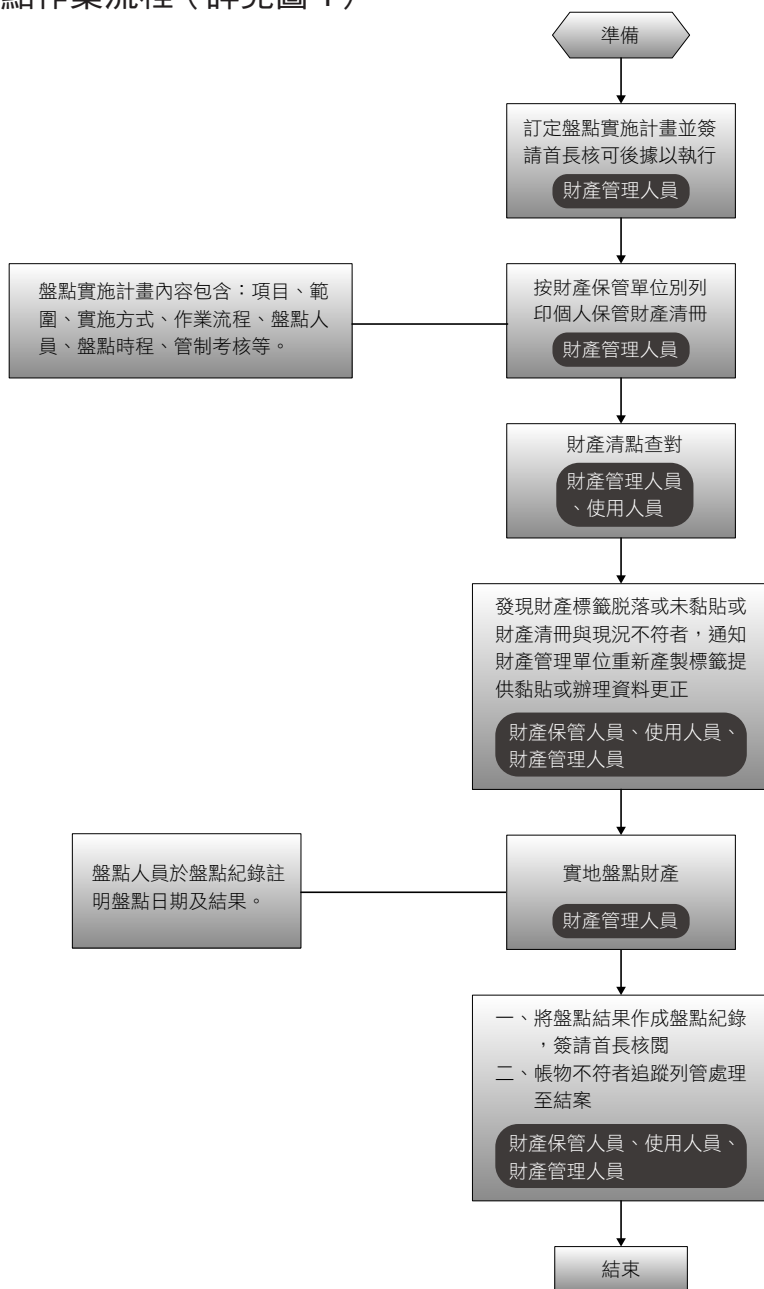 點作業流程（詳見圖1）
準備
訂定盤點實施計畫並簽
請首長核可後據以執行
財產管理人員
盤點實施計畫內容包含：項目、範
圍、實施方式、作業流程、盤點人
員、盤點時程、管制考核等。
按財產保管單位別列
印個人保管財產清冊
財產管理人員
財產清點查對
財產管理人員
、使用人員
發現財產標籤脱落或未黏貼或
財產清冊與現況不符者，通知
財產管理單位重新產製標籤提
供黏貼或辦理資料更正
財產保管人員、使用人員、
財產管理人員
盤點人員於盤點紀錄註
明盤點日期及結果。
實地盤點財產
財產管理人員
一、將盤點結果作成盤點紀錄
，簽請首長核閱
二、帳物不符者追蹤列管處理
至結案
財產保管人員、使用人員、
財產管理人員
結束